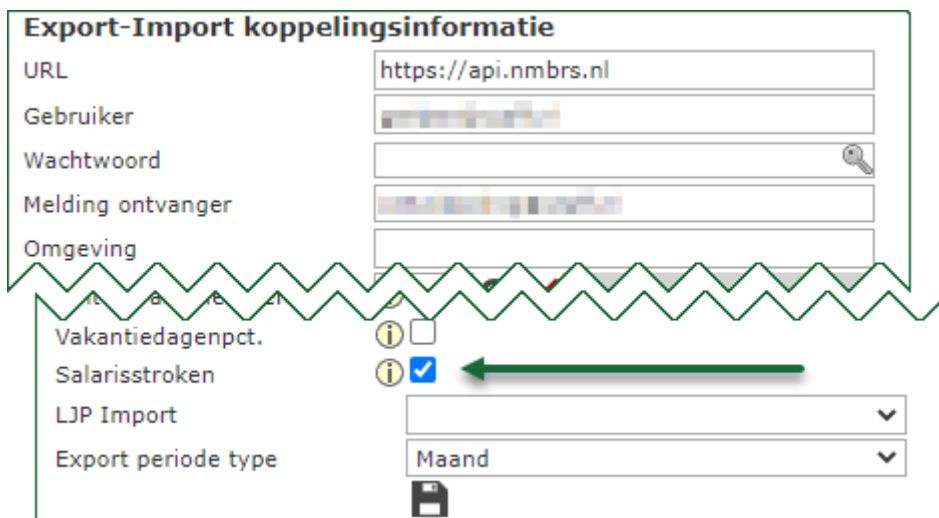 Export-Import koppelingsinformatie
URL https://api.nmbrs.nl
Gebruiker
Wachtwoord
Melding ontvanger
Omgeving
Vakantiedagenpct.
Salarisstroken
LJP Import
Export periode type Maand